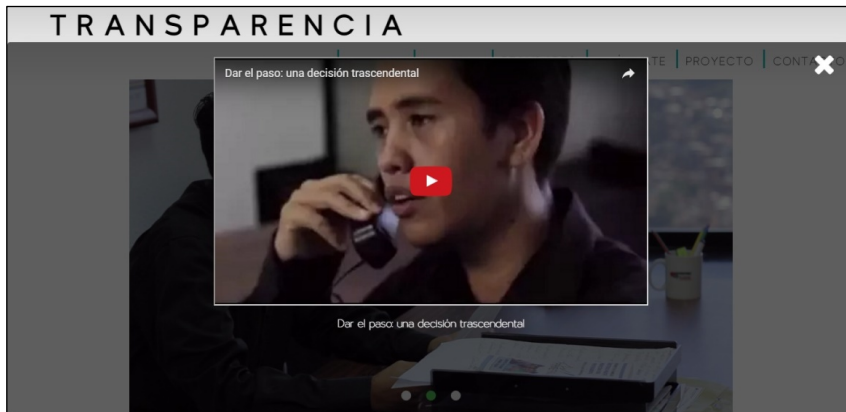 TRANSPARENCIA
PROYECTO
Dar el paso: una decisión trascendental
Dar el paso: una decisión trascendental